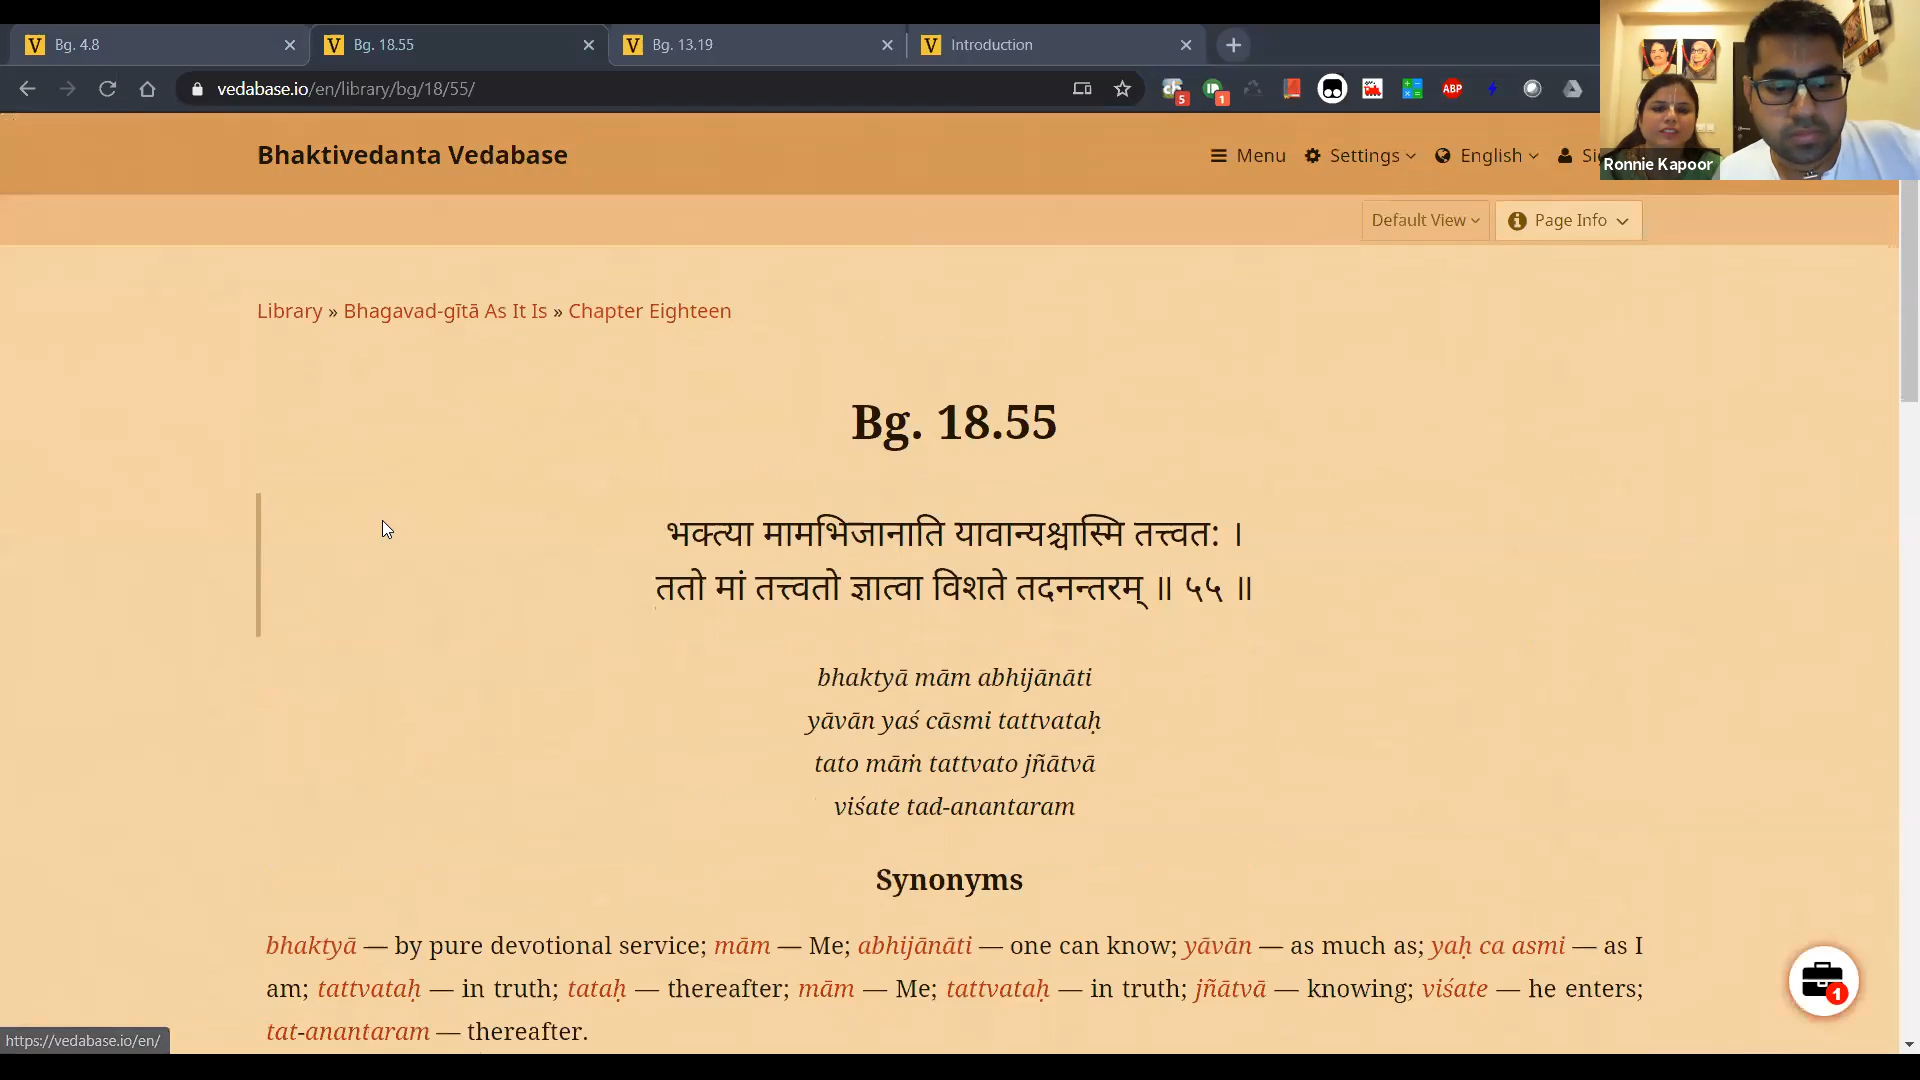 Bg. 4.8
Bg. 18.55
Bg. 13.19
Introduction
vedabase.io/en/library/bg/18/55/
5
1
ABP
Bhaktivedanta Vedabase
Menu
Settings
English
Ronnie Kapoor
Default View
Page Info
Library » Bhagavad-gītā As It Is » Chapter Eighteen
Bg. 18.55
भक्त्या मामभिजानाति यावान्यश्चास्मि तत्त्वत: ।
ततो मां तत्त्वतो ज्ञात्वा विशते तदनन्तरम् ॥ ५५ ॥
bhaktyā mām abhijānāti
yāvān yaś cāsmi tattvataḥ
tato māṁ tattvato jñātvā
viśate tad-anantaram
Synonyms
bhaktyā — by pure devotional service; mām — Me; abhijānāti — one can know; yāvān — as much as; yaḥ ca asmi — as I
am; tattvataḥ — in truth; tataḥ — thereafter; mām — Me; tattvataḥ — in truth; jñātvā — knowing; viśate — he enters;
tat-anantaram — thereafter.
1
https://vedabase.io/en/